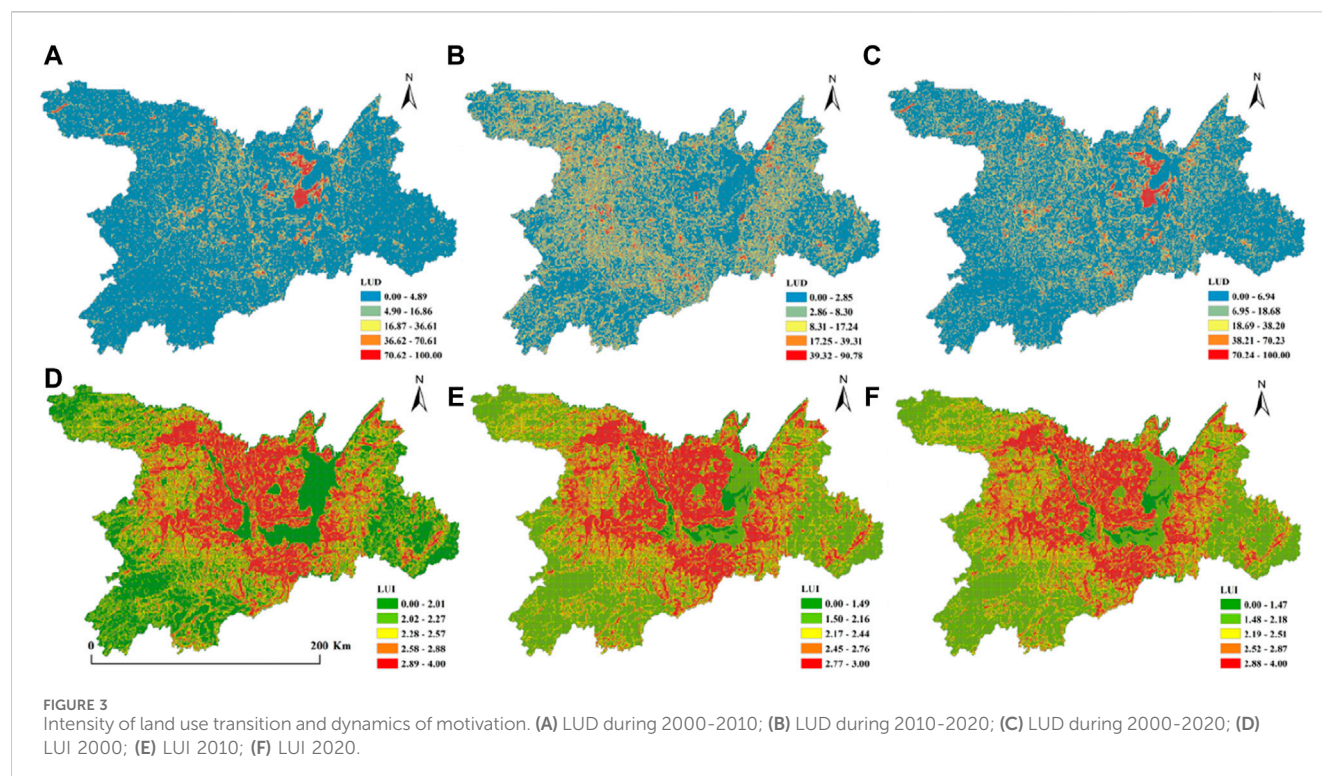 A
B
C
N
N
N
LUD
0.00 - 4.89
4.90 - 16.86
16.87 - 36.61
36.62 - 70.61
70.62 - 100.00
LUD
0.00 - 2.85
2.86 - 8.30
8.31 - 17.24
17.25 - 39.31
39.32 - 90.78
LUD
0.00 - 6.94
6.95 - 18.68
18.69 - 38.20
38.21 - 70.23
70.24 - 100.00
D
E
F
N
N
N
LUI
0.00 - 2.01
2.02 - 2.27
2.28 - 2.57
2.58 - 2.88
2.89 - 4.00
0 200 Km
LUI
0.00 - 1.49
1.50 - 2.16
2.17 - 2.44
2.45 - 2.76
2.77 - 3.00
LUI
0.00 - 1.47
1.48 - 2.18
2.19 - 2.51
2.52 - 2.87
2.88 - 4.00
FIGURE 3
Intensity of land use transition and dynamics of motivation. (A) LUD during 2000-2010; (B) LUD during 2010-2020; (C) LUD during 2000-2020; (D)
LUI 2000; (E) LUI 2010; (F) LUI 2020.